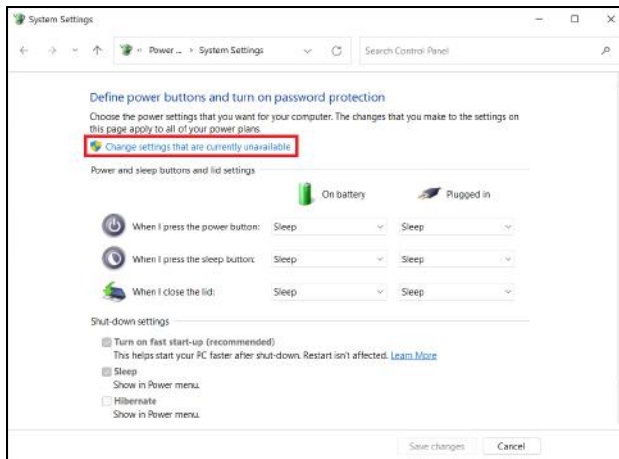 System Settings
« Power ... › System Settings
Search Control Panel
Define power buttons and turn on password protection
Choose the power settings that you want for your computer. The changes that you make to the settings on
this page apply to all of your power plans.
Change settings that are currently unavailable
Power and sleep buttons and lid settings
On battery
Plugged in
When I press the power button: Sleep Sleep
When I press the sleep button: Sleep Sleep
When I close the lid: Sleep Sleep
Shut-down settings
Turn on fast start-up (recommended)
This helps start your PC faster after shut-down. Restart isn't affected. Learn More
Sleep
Show in Power menu.
Hibernate
Show in Power menu.
Save changes
Cancel